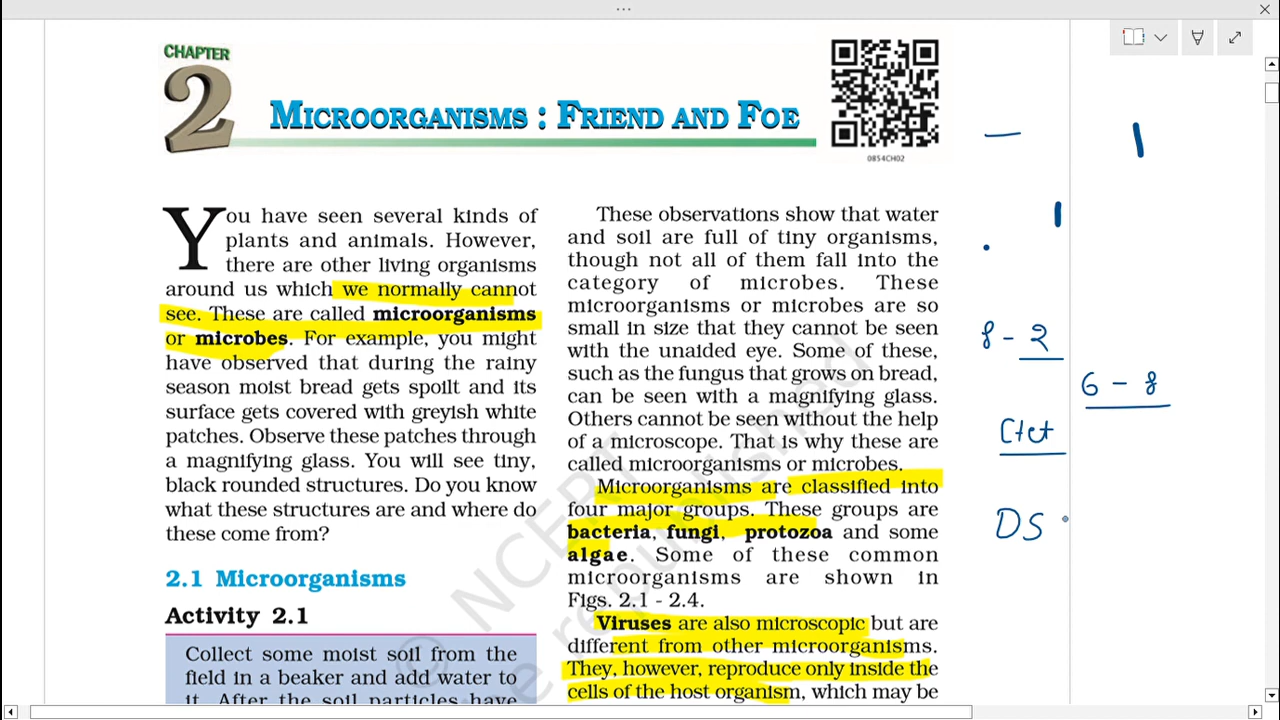 CHAPTER
2
MICROORGANISMS : FRIEND AND FOE
0854CH02
You have seen several kinds of
plants and animals. However,
there are other living organisms
around us which we normally cannot
see. These are called microorganisms
or microbes. For example, you might
have observed that during the rainy
season moist bread gets spoilt and its
surface gets covered with greyish white
patches. Observe these patches through
a magnifying glass. You will see tiny,
black rounded structures. Do you know
what these structures are and where do
these come from?
2.1 Microorganisms
Activity 2.1
Collect some moist soil from the
field in a beaker and add water to
it. After the soil particles have
These observations show that water
and soil are full of tiny organisms,
though not all of them fall into the
category of microbes. These
microorganisms or microbes are so
small in size that they cannot be seen
with the unaided eye. Some of these,
such as the fungus that grows on bread,
can be seen with a magnifying glass.
Others cannot be seen without the help
of a microscope. That is why these are
called microorganisms or microbes.
Microorganisms are classified into
four major groups. These groups are
bacteria, fungi, protozoa and some
algae. Some of these common
microorganisms are shown in
Figs. 2.1 - 2.4.
Viruses are also microscopic but are
different from other microorganisms.
They, however, reproduce only inside the
cells of the host organism, which may be
© NCERT
be republished
8 - 2
6 - 8
Ctet
DS